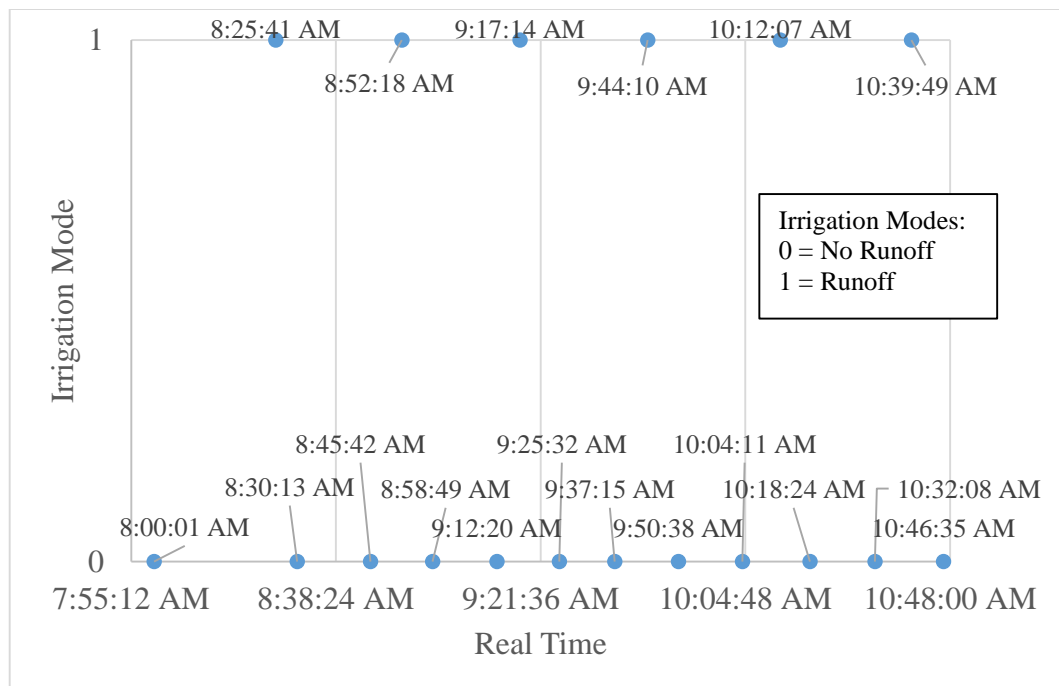 1
8:25:41 AM
9:17:14 AM
10:12:07 AM
8:52:18 AM
9:44:10 AM
10:39:49 AM
Irrigation Mode
Irrigation Modes:
0 = No Runoff
1 = Runoff
8:45:42 AM
9:25:32 AM
10:04:11 AM
8:30:13 AM
8:58:49 AM
9:37:15 AM
10:18:24 AM
10:32:08 AM
8:00:01 AM
9:12:20 AM
9:50:38 AM
10:46:35 AM
0
7:55:12 AM
8:38:24 AM
9:21:36 AM
10:04:48 AM
10:48:00 AM
Real Time